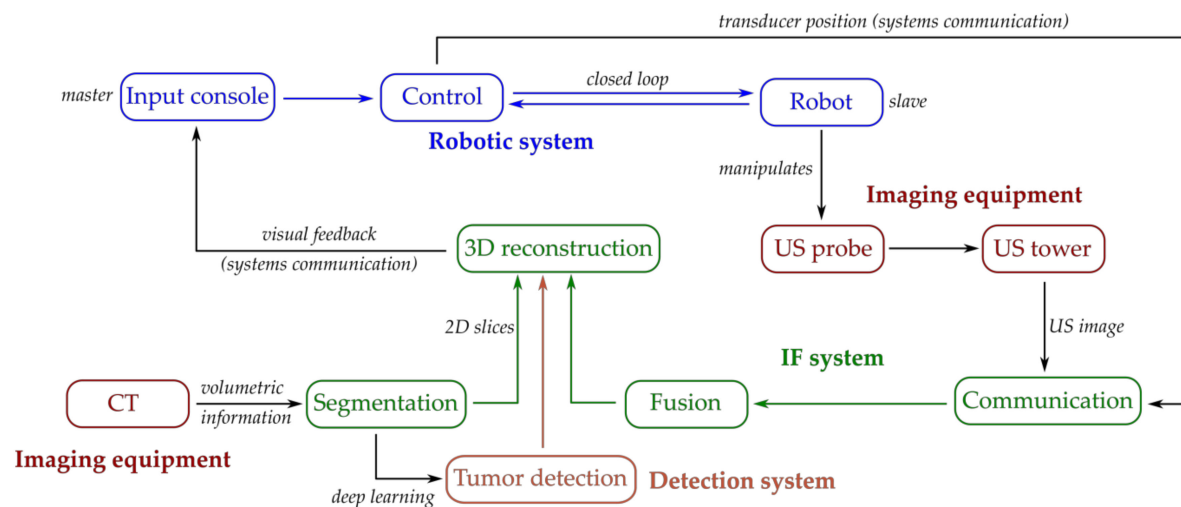 transducer position (systems communication)
master
Input console
Control
closed loop
Robot
slave
Robotic system
manipulates
Imaging equipment
visual feedback
(systems communication)
3D reconstruction
US probe
US tower
2D slices
US image
IF system
CT
volumetric
information
Segmentation
Fusion
Communication
Imaging equipment
deep learning
Tumor detection
Detection system